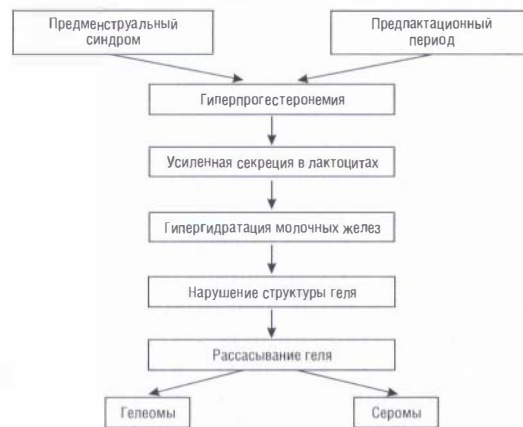 Предменструальный
синдром
Предлактационный
период
Гиперпрогестеронемия
Усиленная секреция в лактоцитах
Гипергидратация молочных желез
Нарушение структуры геля
Рассасывание геля
Гелеомы
Серомы